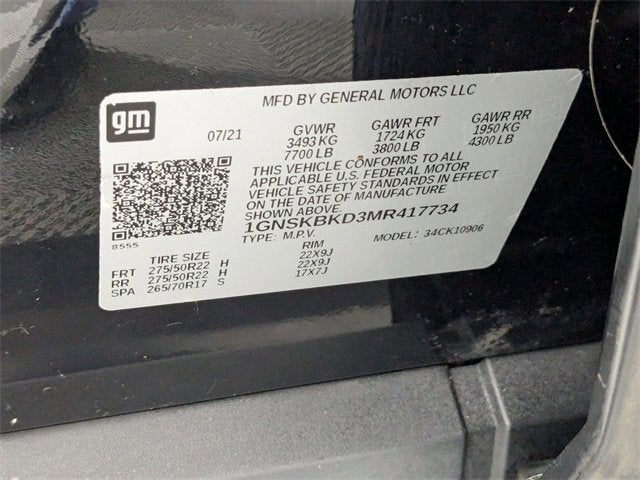 gm
MFD BY GENERAL MOTORS LLC
07/21 GVWR GAWR FRT GAWR RR
3493 KG 1724 KG 1950 KG
7700 LB 3800 LB 4300 LB
THIS VEHICLE CONFORMS TO ALL
APPLICABLE U.S. FEDERAL MOTOR
VEHICLE SAFETY STANDARDS IN EFFECT
ON THE DATE OF MANUFACTURE
SHOWN ABOVE.
1GNSKBKD3MR417734
8555
TYPE: M.P.V. MODEL: 34CK10906
TIRE SIZE RIM
FRT 275/50R22 H 22X9J
RR 275/50R22 H 22X9J
SPA 265/70R17 S 17X7J